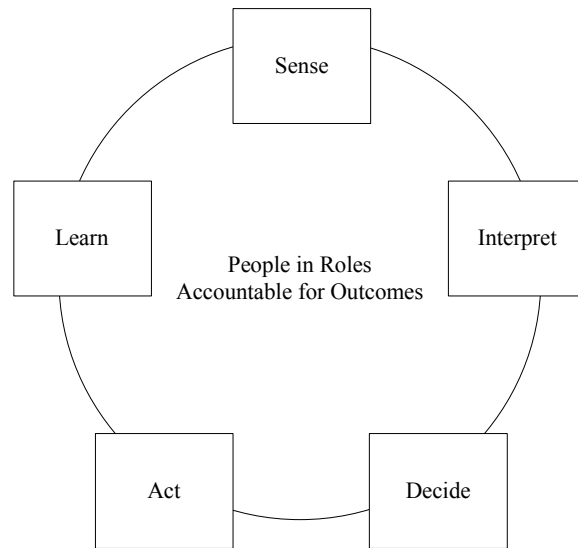 Sense
Learn
Interpret
People in Roles
Accountable for Outcomes
Act
Decide